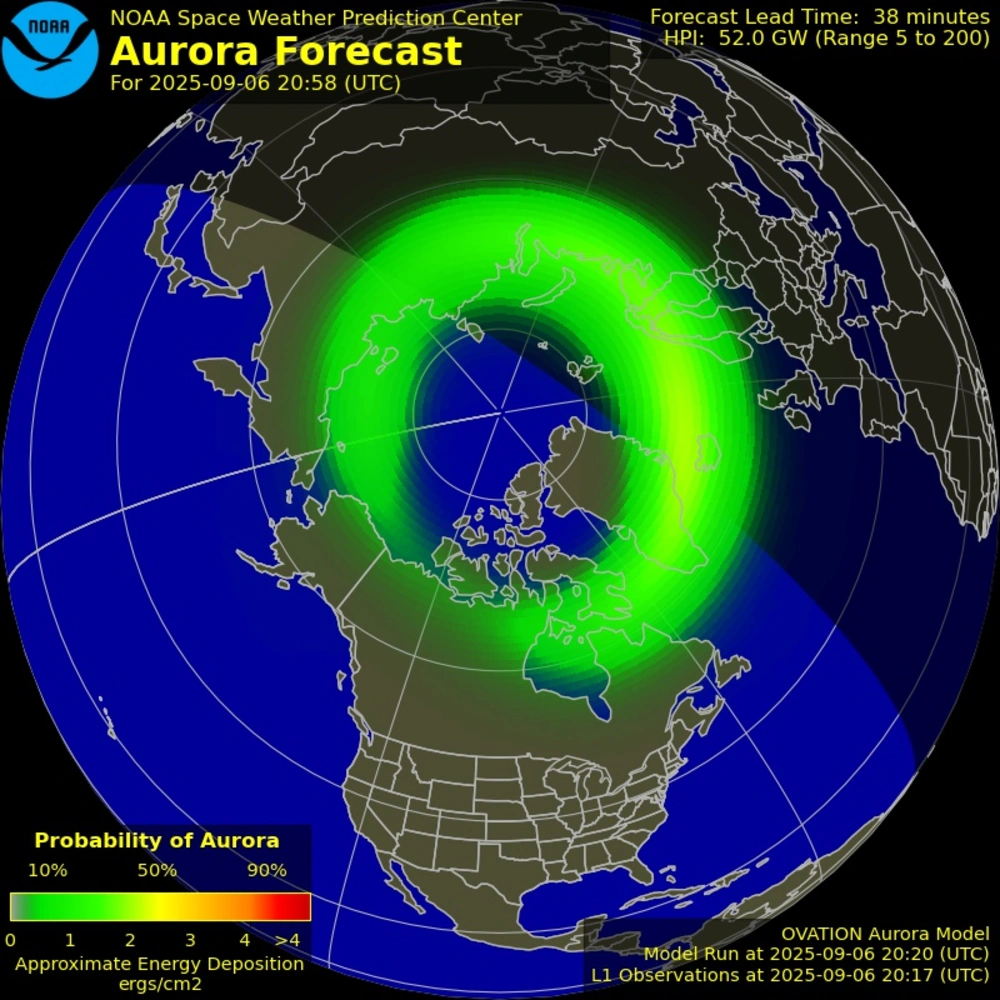 NOAA
NOAA Space Weather Prediction Center
Aurora Forecast
For 2025-09-06 20:58 (UTC)
Forecast Lead Time: 38 minutes
HPI: 52.0 GW (Range 5 to 200)
Probability of Aurora
10% 50% 90%
0 1 2 3 4 >4
Approximate Energy Deposition
ergs/cm2
OVATION Aurora Model
Model Run at 2025-09-06 20:20 (UTC)
L1 Observations at 2025-09-06 20:17 (UTC)